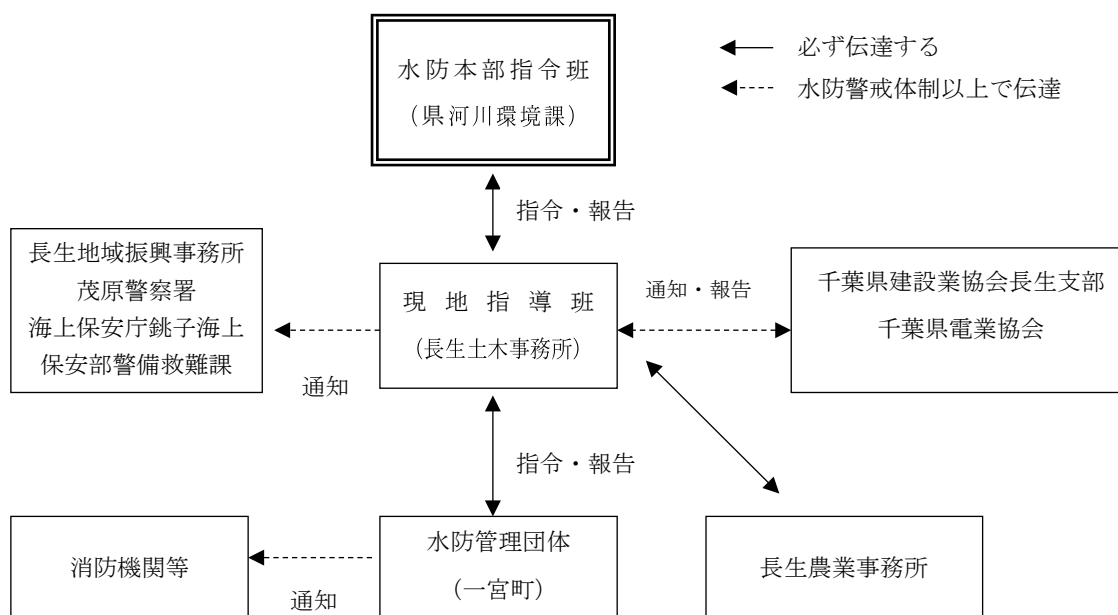 水防本部指令班
（県河川環境課）
必ず伝達する
水防警戒体制以上で伝達
指令・報告
長生地域振興事務所
茂原警察署
海上保安庁銚子海上
保安部警備救難課
通知
現地指導班
（長生土木事務所）
通知・報告
千葉県建設業協会長生支部
千葉県電業協会
指令・報告
消防機関等
通知
水防管理団体
（一宮町）
長生農業事務所